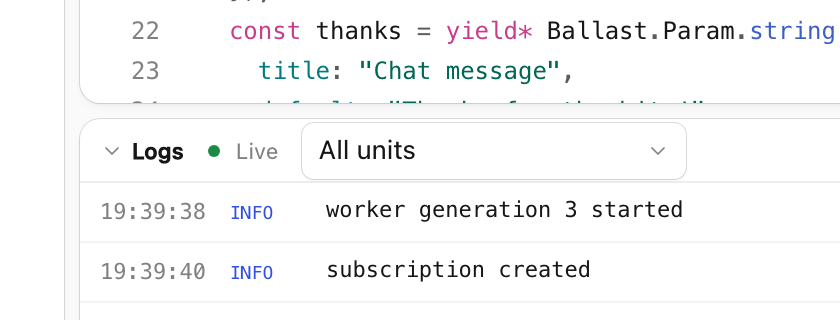 22 const thanks = yield* Ballast.Param.string
23 title: "Chat message",
Logs Live All units
19:39:38 INFO worker generation 3 started
19:39:40 INFO subscription created